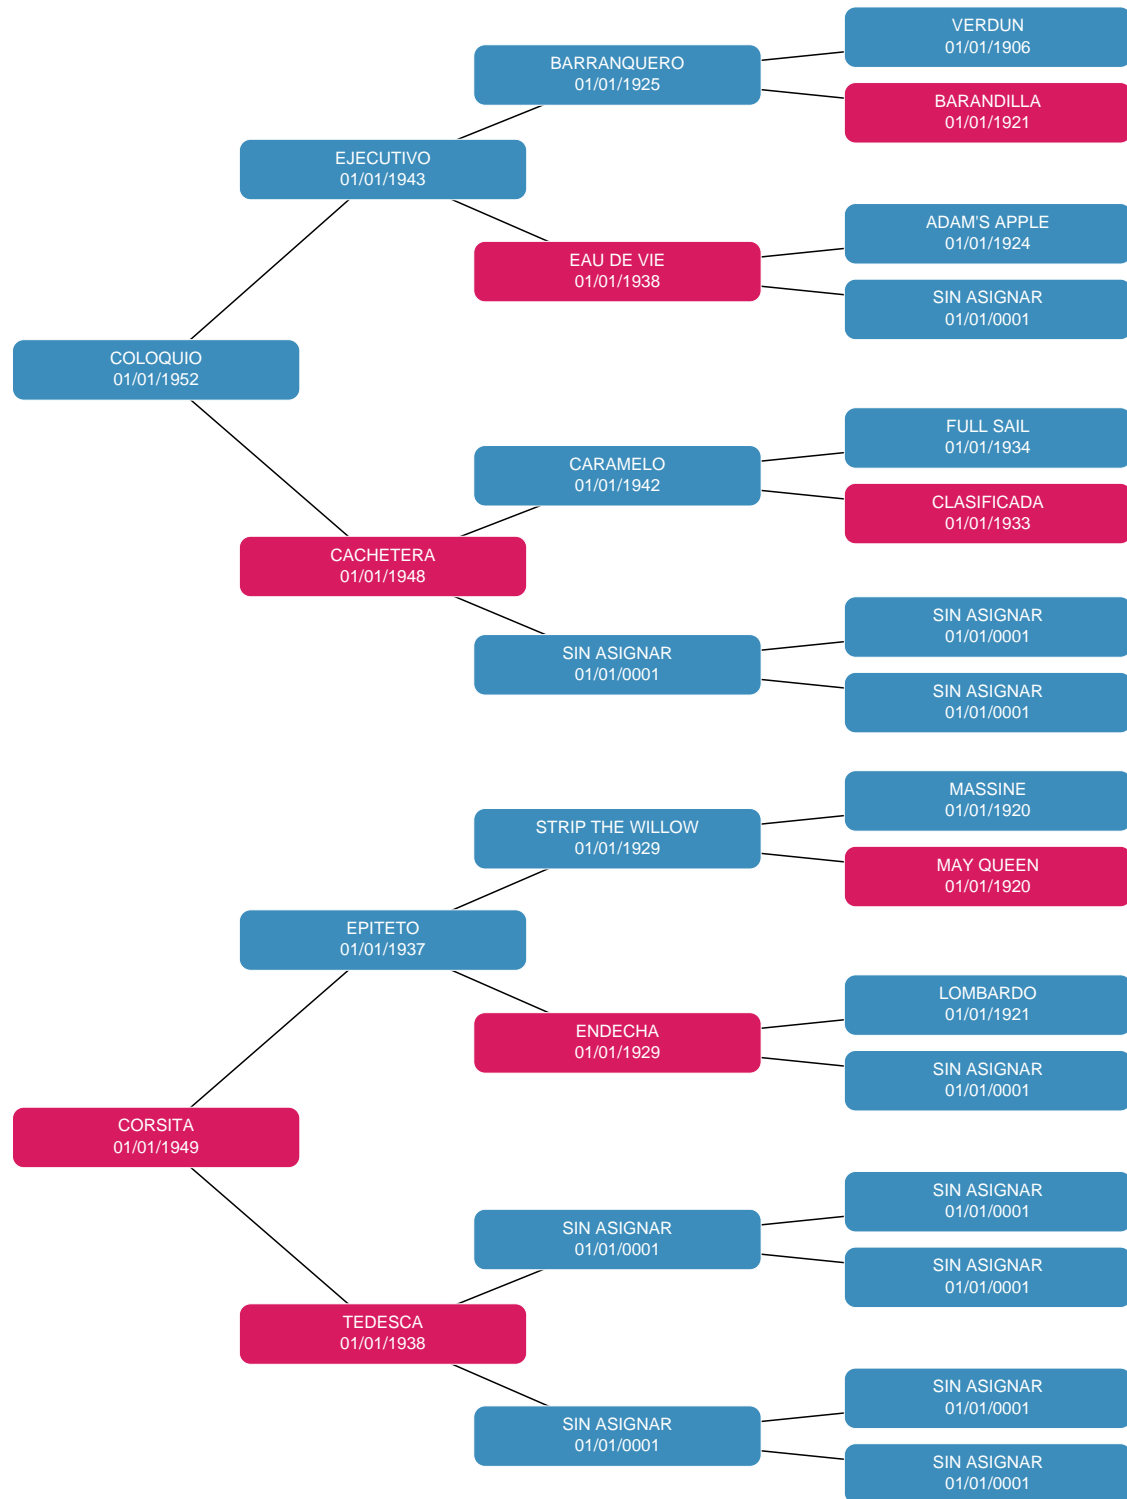 VERDUN
01/01/1906
BARRANQUERO
01/01/1925
BARANDILLA
01/01/1921
EJECUTIVO
01/01/1943
ADAM'S APPLE
01/01/1924
EAU DE VIE
01/01/1938
SIN ASIGNAR
01/01/0001
COLOQUIO
01/01/1952
FULL SAIL
01/01/1934
CARAMELO
01/01/1942
CLASIFICADA
01/01/1933
CACHETERA
01/01/1948
SIN ASIGNAR
01/01/0001
SIN ASIGNAR
01/01/0001
SIN ASIGNAR
01/01/0001
MASSINE
01/01/1920
STRIP THE WILLOW
01/01/1929
MAY QUEEN
01/01/1920
EPITETO
01/01/1937
LOMBARDO
01/01/1921
ENDECHA
01/01/1929
SIN ASIGNAR
01/01/0001
CORSITA
01/01/1949
SIN ASIGNAR
01/01/0001
SIN ASIGNAR
01/01/0001
SIN ASIGNAR
01/01/0001
TEDESCA
01/01/1938
SIN ASIGNAR
01/01/0001
SIN ASIGNAR
01/01/0001
SIN ASIGNAR
01/01/0001